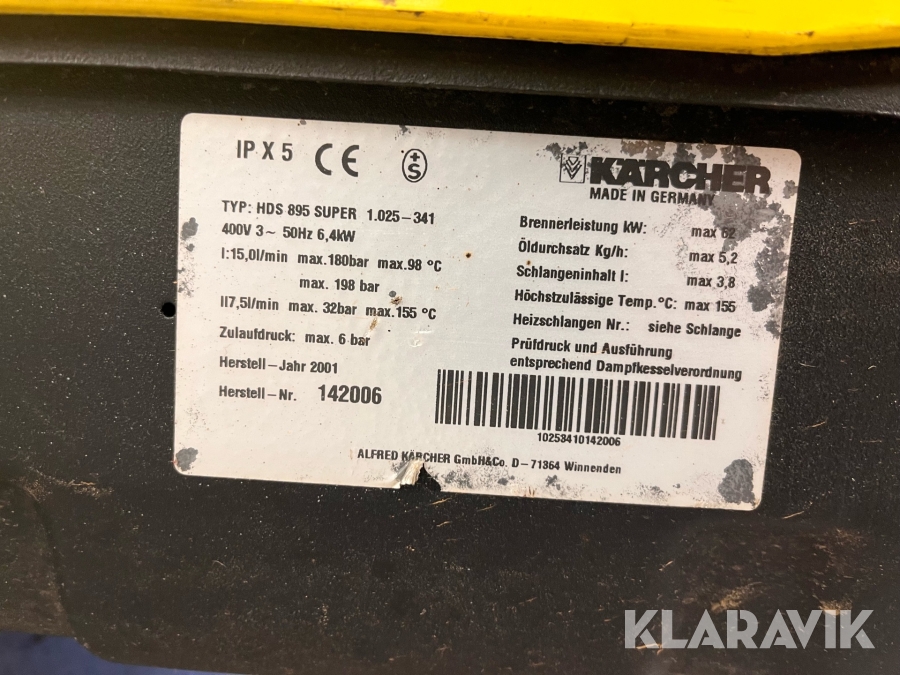 IP X 5 CE S
KÄRCHER
MADE IN GERMANY
TYP: HDS 895 SUPER 1.025-341
400V 3~ 50Hz 6,4kW
I:15,0l/min max.180bar max.98 °C
max. 198 bar
II7,5l/min max. 32bar max.155 °C
Zulaufdruck: max. 6 bar
Herstell-Jahr 2001
Herstell-Nr. 142006
Brennerleistung kW: max 62
Öldurchsatz Kg/h: max 5,2
Schlangeninhalt l: max 3,8
Höchstzulässige Temp.°C: max 155
Heizschlangen Nr.: siehe Schlange
Prüfdruck und Ausführung
entsprechend Dampfkesselverordnung
10253410142006
ALFRED KÄRCHER GmbH&Co. D-71364 Winnenden
KLARAVIK